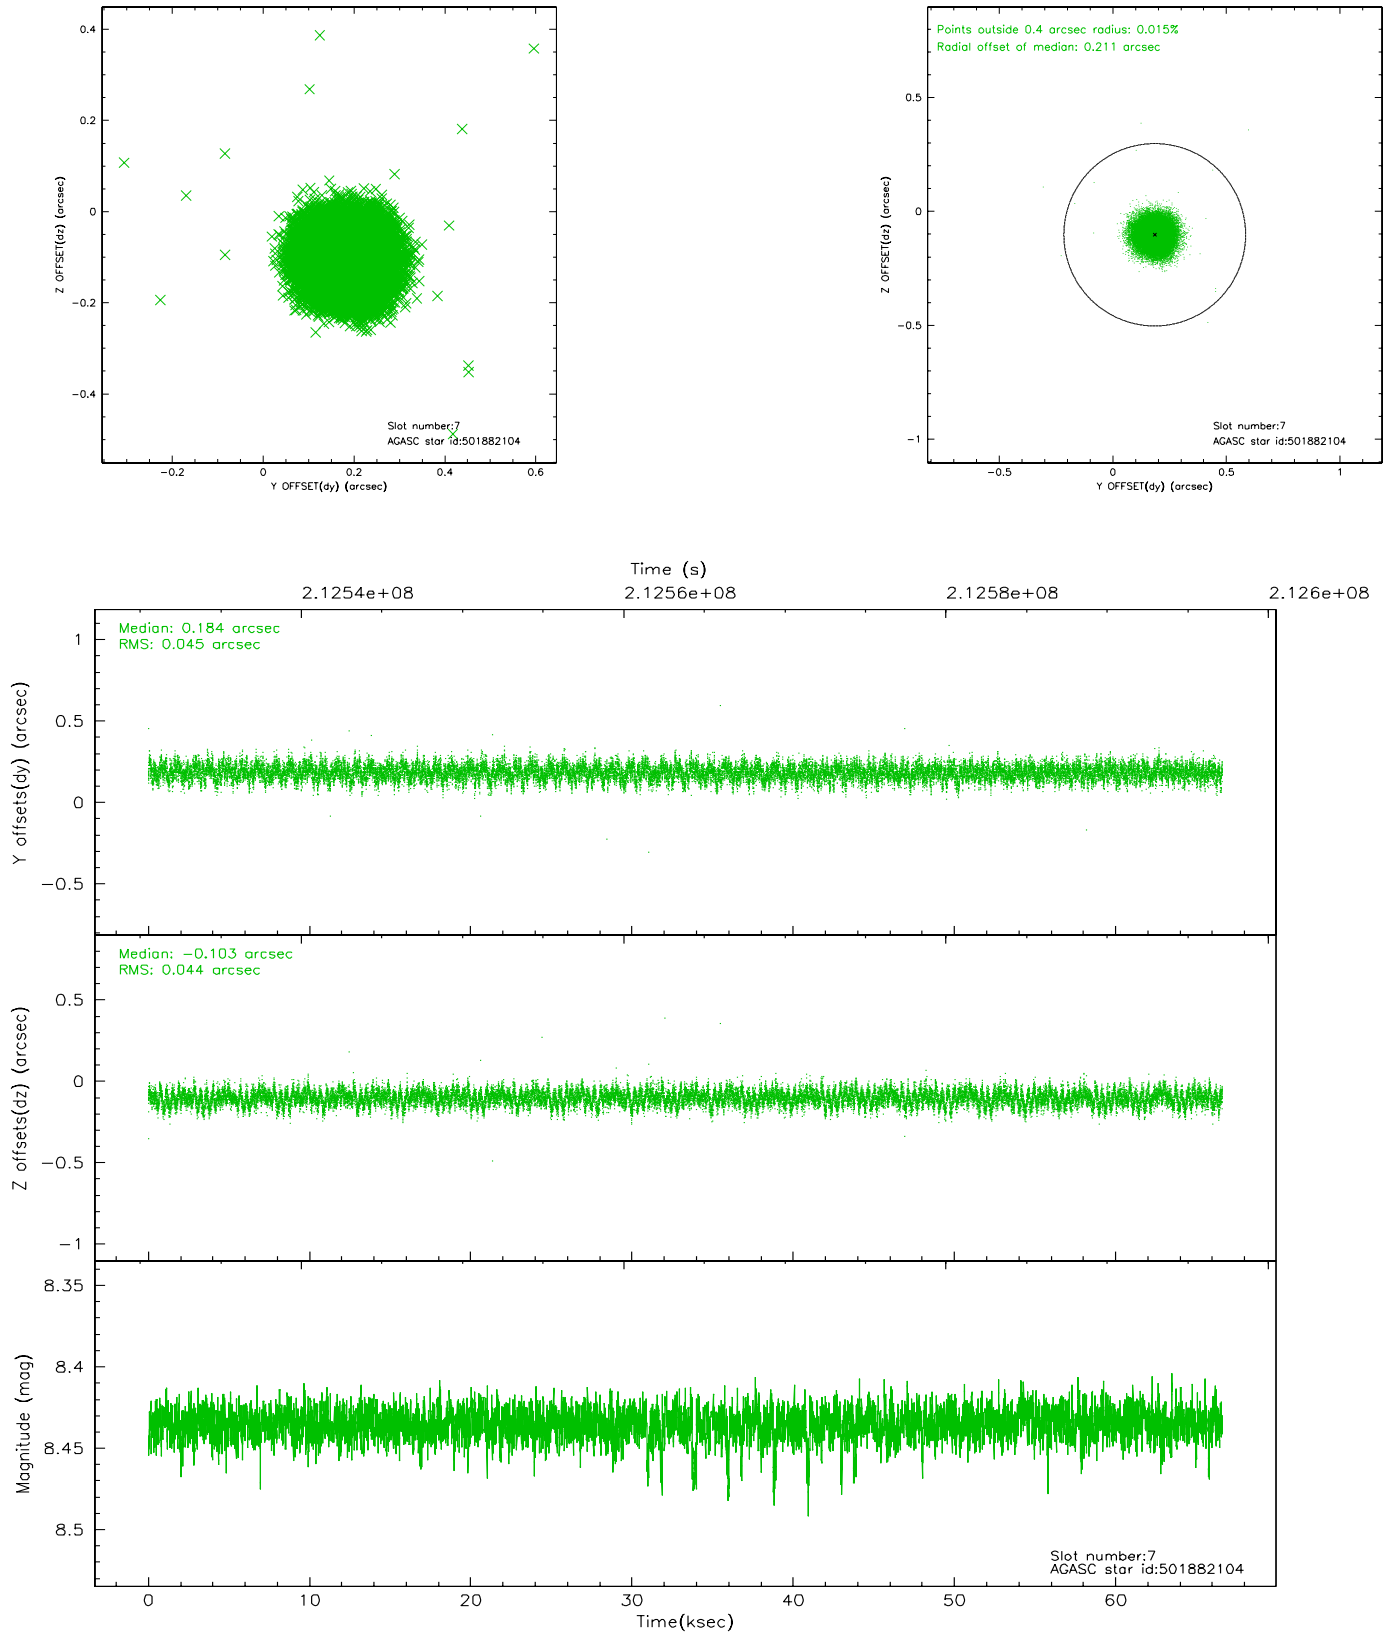 0.4
0.2
0
−0.2
−0.4
Z OFFSET(dz) (arcsec)
−0.2
0
0.2
0.4
0.6
Y OFFSET(dy) (arcsec)
Slot number:7
AGASC star id:501882104
Points outside 0.4 arcsec radius: 0.015%
Radial offset of median: 0.211 arcsec
0.5
0
−0.5
−1
Z OFFSET(dz) (arcsec)
−0.5
0
0.5
1
Y OFFSET(dy) (arcsec)
Slot number:7
AGASC star id:501882104
Time (s)
2.1254e+08
2.1256e+08
2.1258e+08
2.126e+08
Median: 0.184 arcsec
RMS: 0.045 arcsec
1
0.5
0
−0.5
Y offsets(dy) (arcsec)
Median: −0.103 arcsec
RMS: 0.044 arcsec
0.5
0
−0.5
−1
Z offsets(dz) (arcsec)
8.35
8.4
8.45
8.5
Magnitude (mag)
Slot number:7
AGASC star id:501882104
0
10
20
30
40
50
60
Time(ksec)